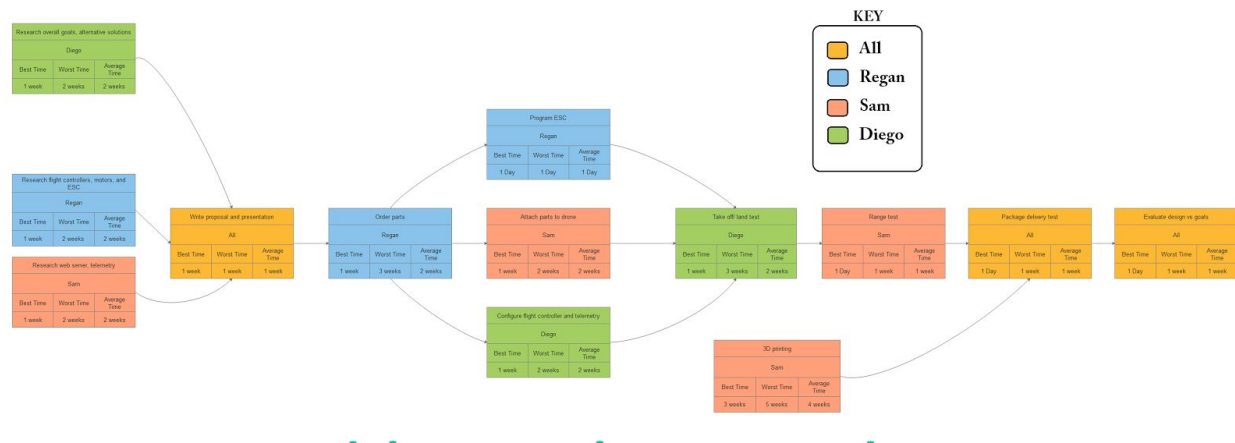 KEY
All
Regan
Sam
Diego
Research overall goals, alternative solutions
Diego
Best Time Worst Time Average Time
1 week 2 weeks 2 weeks
Research flight controllers, motors, and
ESC
Regan
Best Time Worst Time Average Time
1 week 2 weeks 2 weeks
Research web server, telemetry
Sam
Best Time Worst Time Average Time
1 week 2 weeks 2 weeks
Write proposal and presentation
All
Best Time Worst Time Average Time
1 week 1 week 1 week
Order parts
Regan
Best Time Worst Time Average Time
1 week 3 weeks 2 weeks
Program ESC
Regan
Best Time Worst Time Average Time
1 Day 1 Day 1 Day
Attach parts to drone
Sam
Best Time Worst Time Average Time
1 week 2 weeks 2 weeks
Configure flight controller and telemetry
Diego
Best Time Worst Time Average Time
1 week 2 weeks 2 weeks
Take off/ land test
Diego
Best Time Worst Time Average Time
1 week 3 weeks 2 weeks
Range test
Sam
Best Time Worst Time Average Time
1 Day 1 week 1 week
3D printing
Sam
Best Time Worst Time Average Time
3 weeks 5 weeks 4 weeks
Package delivery test
All
Best Time Worst Time Average Time
1 Day 1 week 1 week
Evaluate design vs goals
All
Best Time Worst Time Average Time
1 Day 1 week 1 week